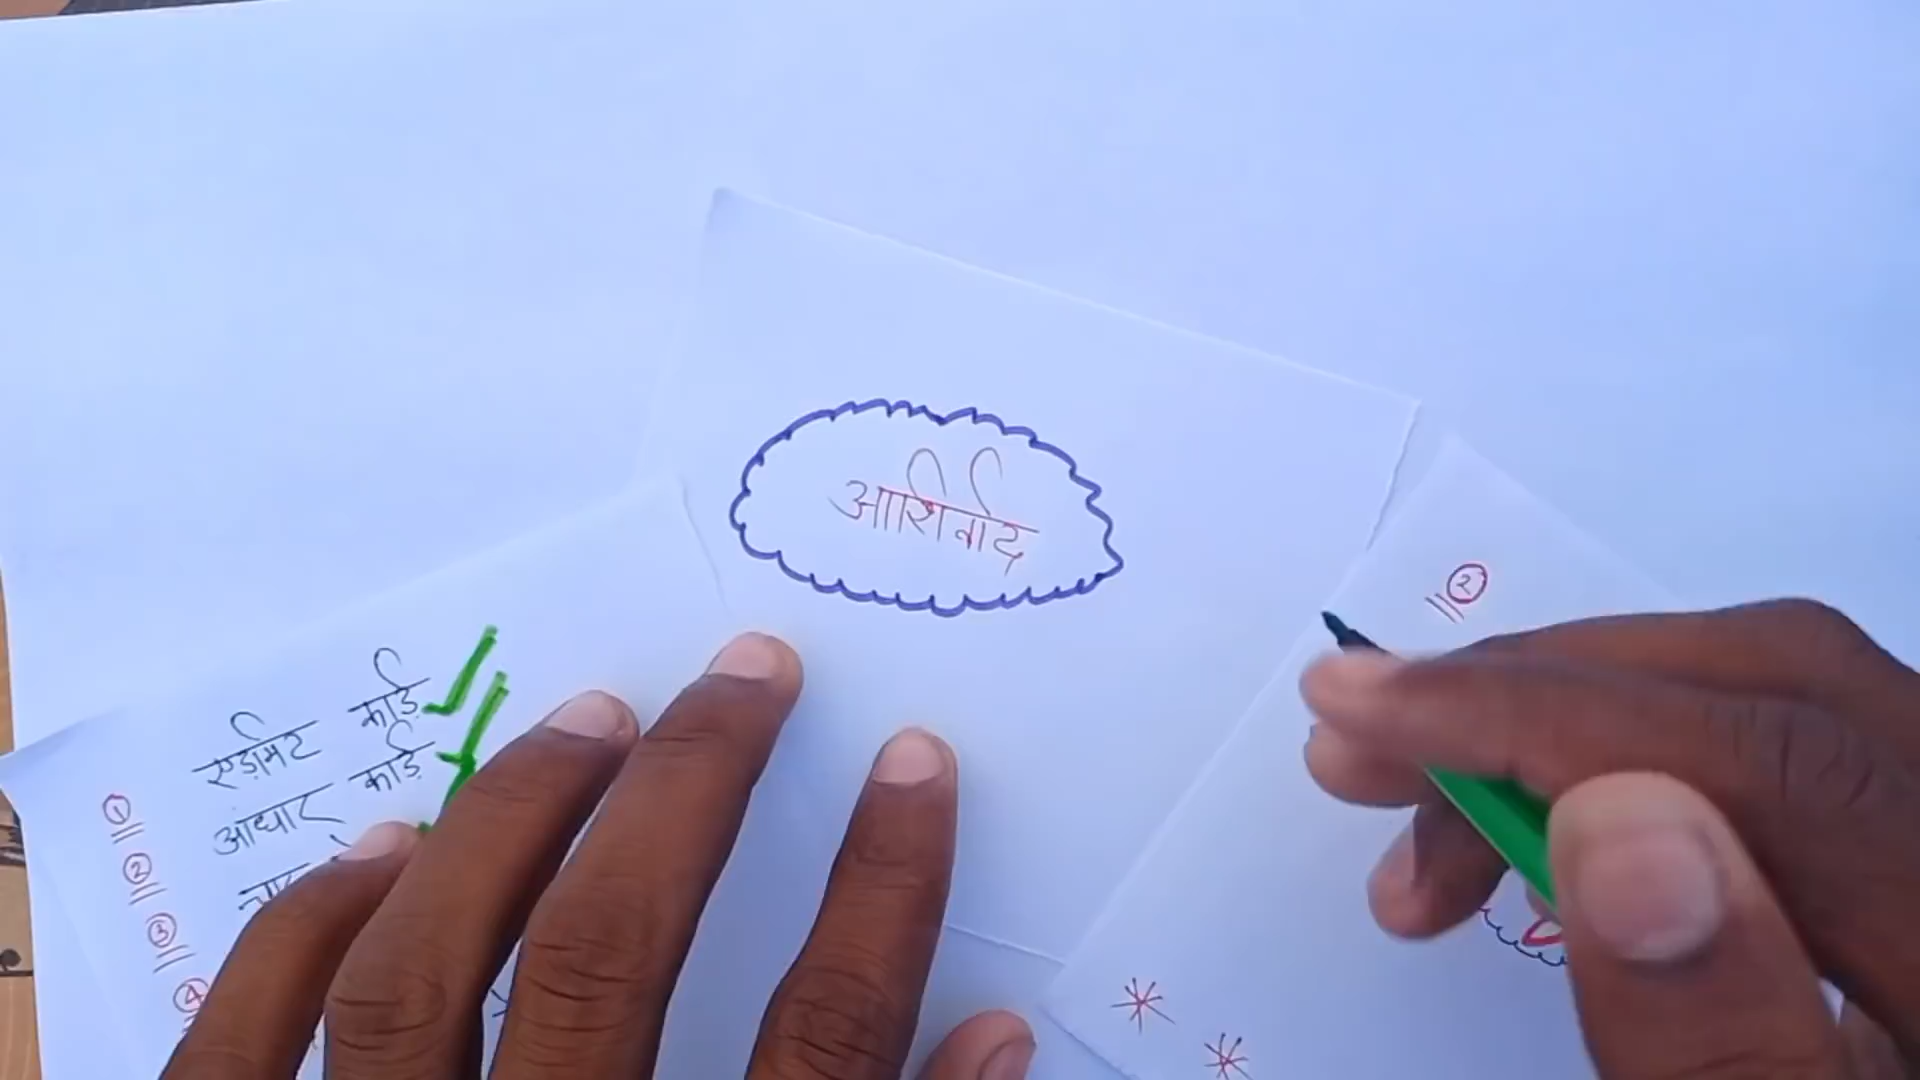 आशिर्वाद
एडमिट कार्ड
आधार कार्ड
①
②
③
④
②